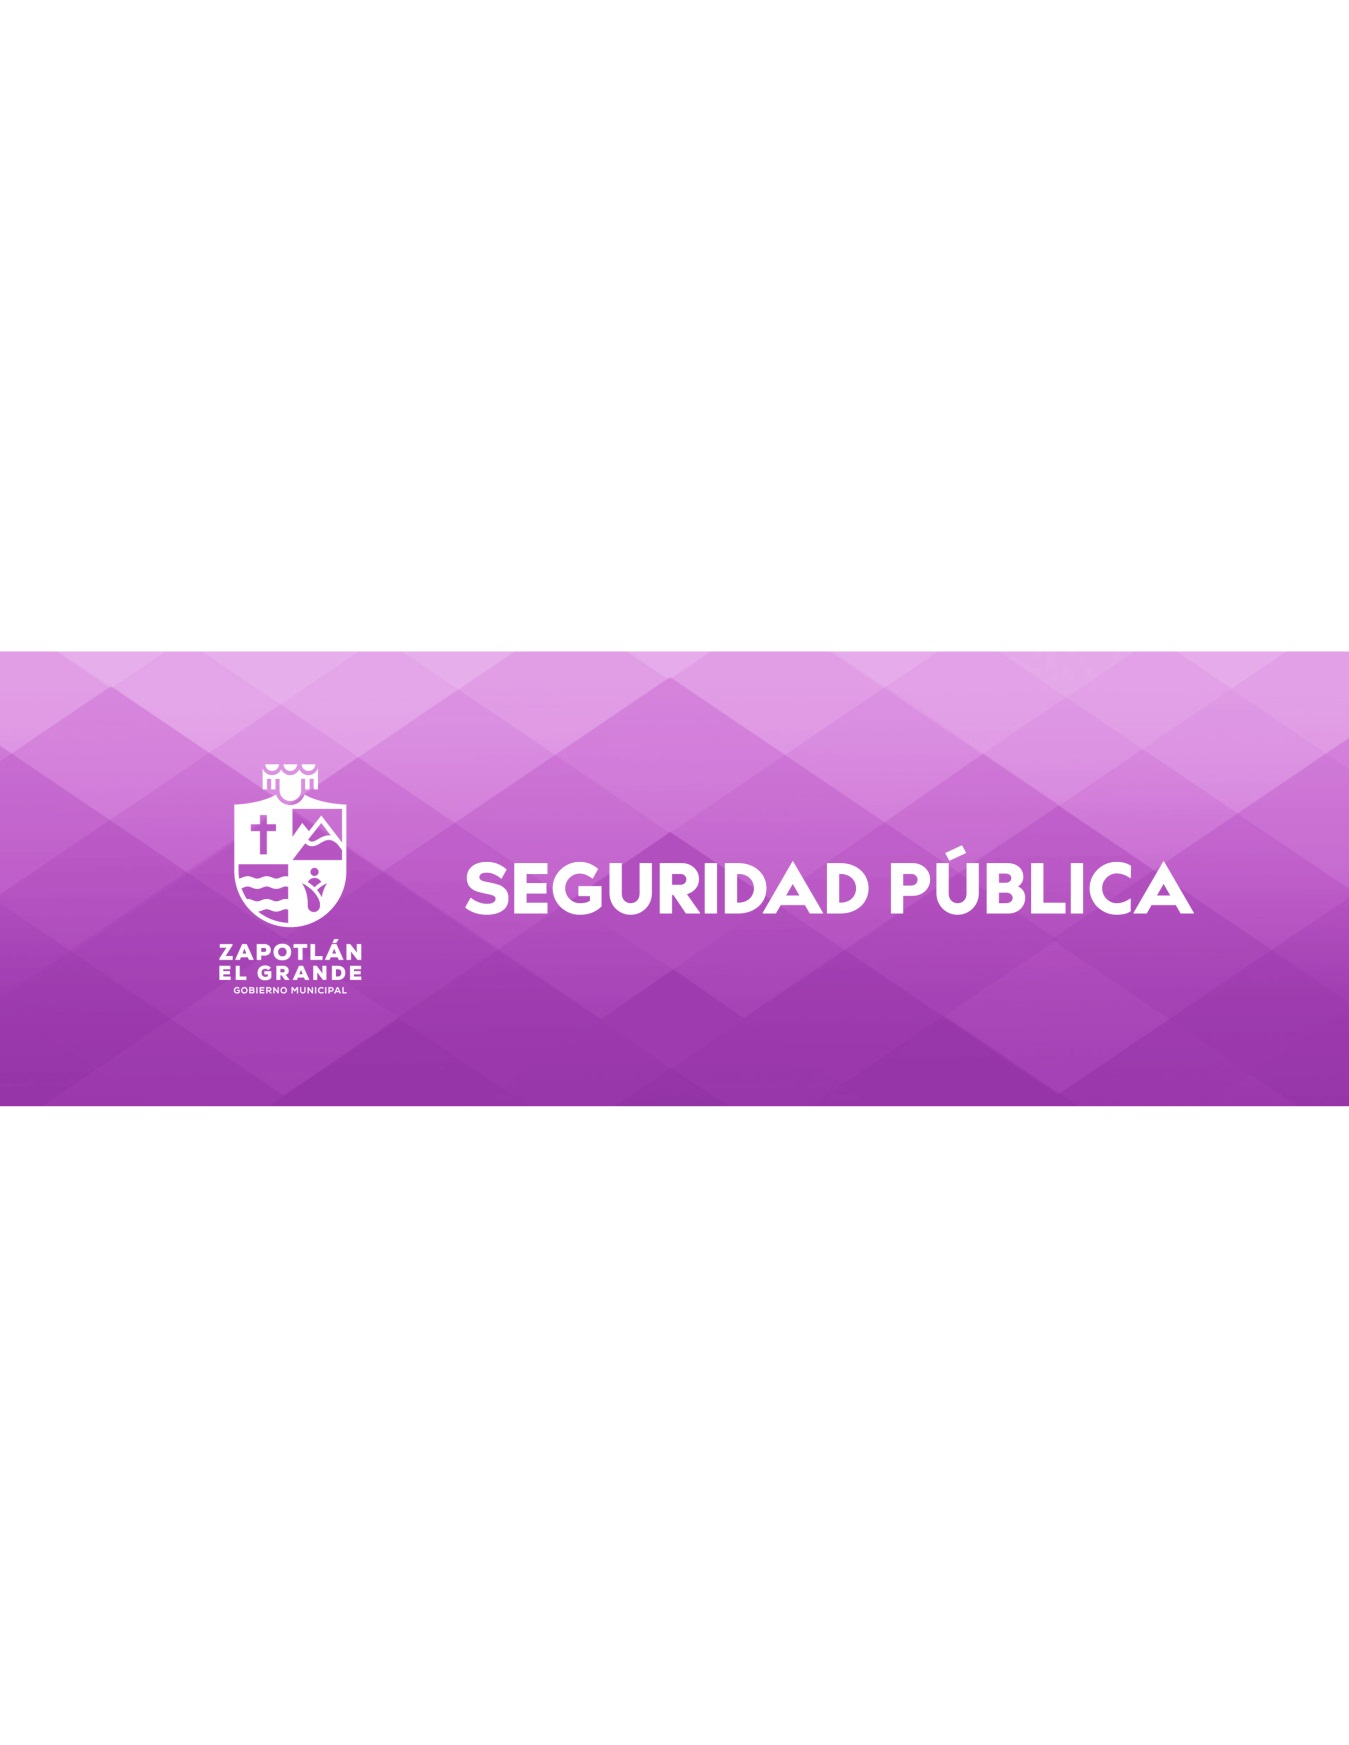 ZAPOTLÁN
EL GRANDE
GOBIERNO MUNICIPAL
SEGURIDAD PÚBLICA